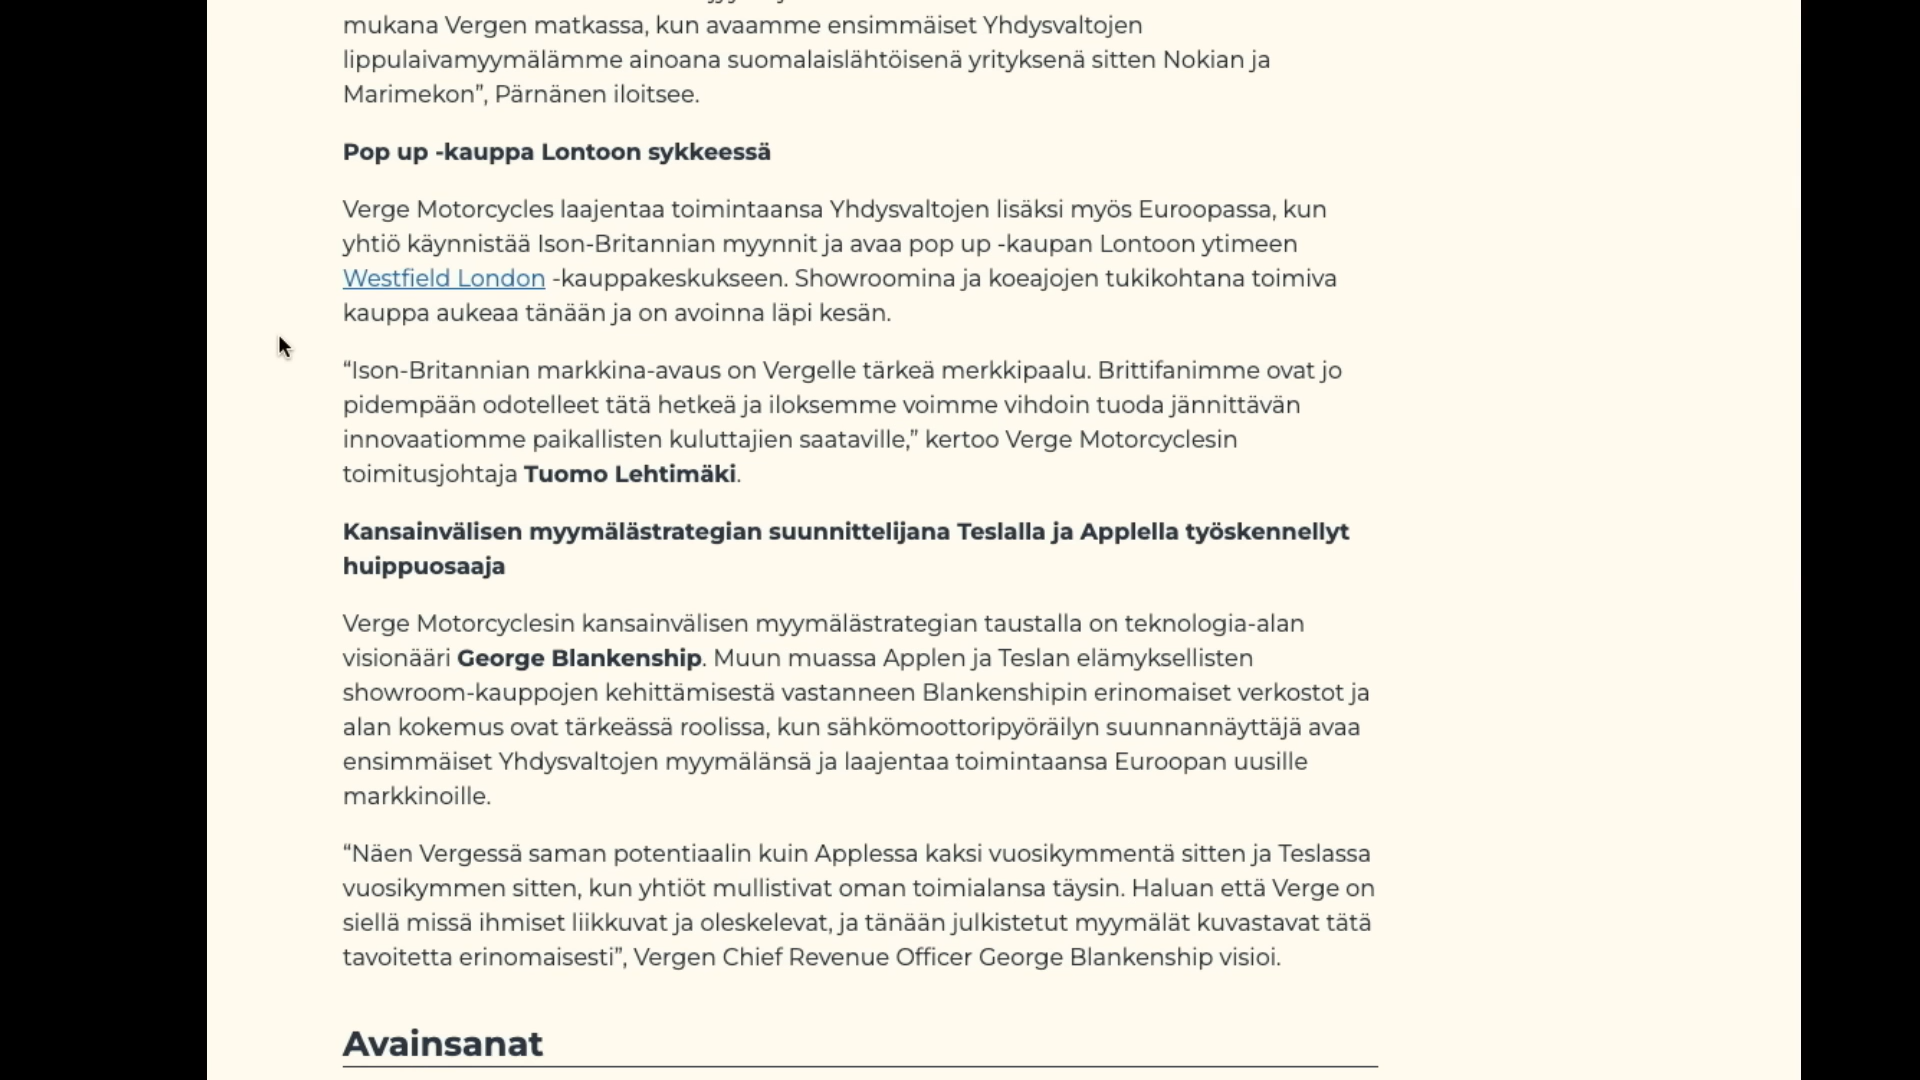 mukana Vergen matkassa, kun avaamme ensimmäiset Yhdysvaltojen
lippulaivamyymälämme ainoana suomalaislähtöisenä yrityksenä sitten Nokian ja
Marimekon”, Pärnänen iloitsee.
Pop up -kauppa Lontoon sykkeessä
Verge Motorcycles laajentaa toimintaansa Yhdysvaltojen lisäksi myös Euroopassa, kun
yhtiö käynnistää Ison-Britannian myynnit ja avaa pop up -kaupan Lontoon ytimeen
Westfield London -kauppakeskukseen. Showroomina ja koeajojen tukikohtana toimiva
kauppa aukeaa tänään ja on avoinna läpi kesän.
“Ison-Britannian markkina-avaus on Vergelle tärkeä merkkipaalu. Brittifanimme ovat jo
pidempään odotelleet tätä hetkeä ja iloksemme voimme vihdoin tuoda jännittävän
innovaatiomme paikallisten kuluttajien saataville,” kertoo Verge Motorcyclesin
toimitusjohtaja Tuomo Lehtimäki.
Kansainvälisen myymälästrategian suunnittelijana Teslalla ja Applella työskennellyt
huippuosaaja
Verge Motorcyclesin kansainvälisen myymälästrategian taustalla on teknologia-alan
visionääri George Blankenship. Muun muassa Applen ja Teslan elämyksellisten
showroom-kauppojen kehittämisestä vastanneen Blankenshipin erinomaiset verkostot ja
alan kokemus ovat tärkeässä roolissa, kun sähkömoottoripyöräilyn suunnannäyttäjä avaa
ensimmäiset Yhdysvaltojen myymälänsä ja laajentaa toimintaansa Euroopan uusille
markkinoille.
“Näen Vergessä saman potentiaalin kuin Applessa kaksi vuosikymmentä sitten ja Teslassa
vuosikymmen sitten, kun yhtiöt mullistivat oman toimialansa täysin. Haluan että Verge on
siellä missä ihmiset liikkuvat ja oleskelevat, ja tänään julkistetut myymälät kuvastavat tätä
tavoitetta erinomaisesti”, Vergen Chief Revenue Officer George Blankenship visioi.
Avainsanat